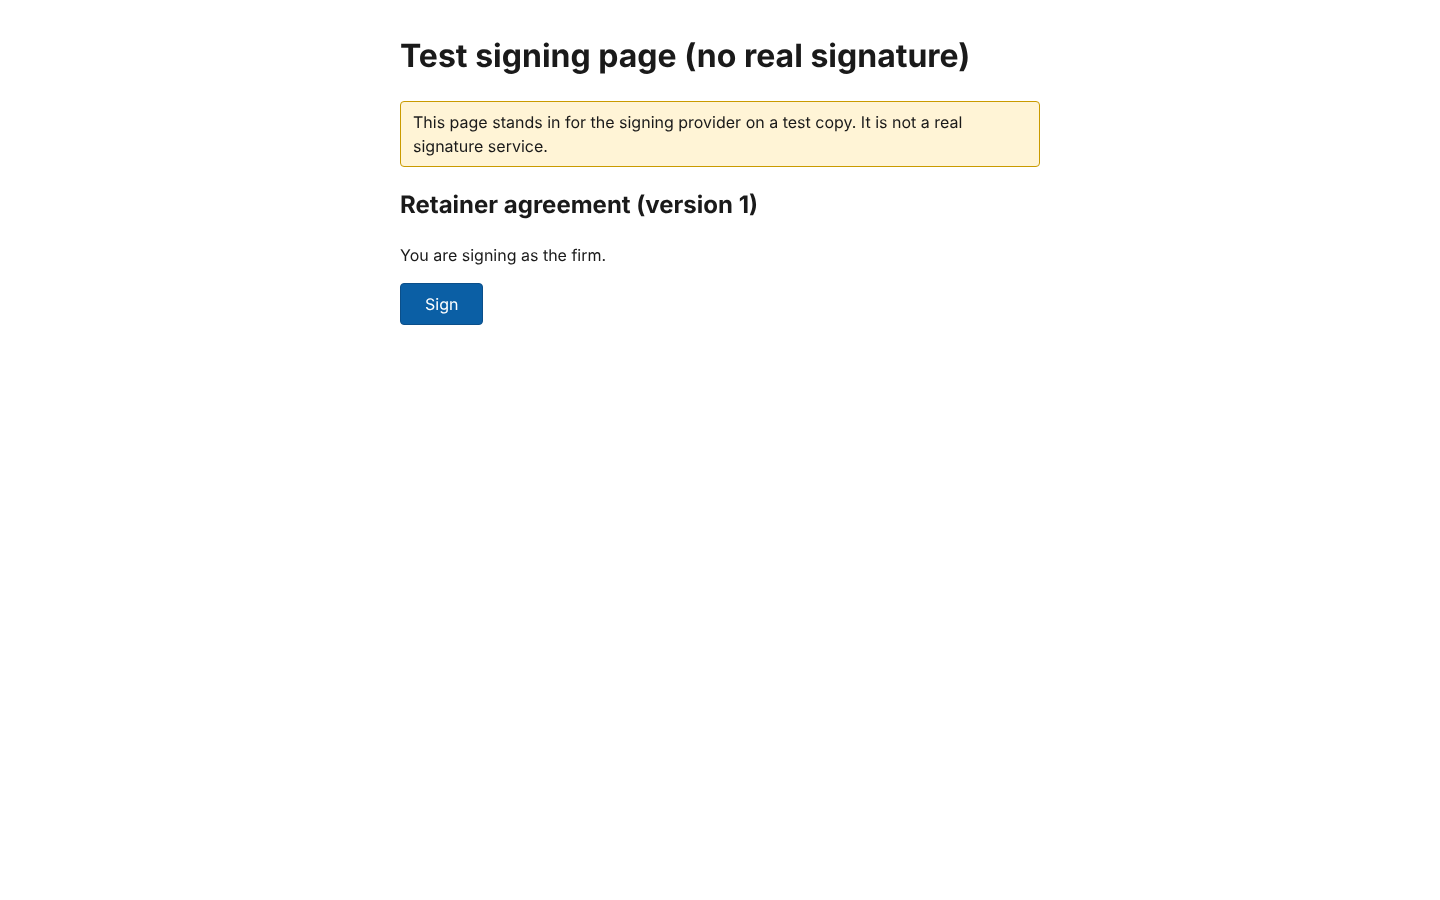 Test signing page (no real signature)
This page stands in for the signing provider on a test copy. It is not a real
signature service.
Retainer agreement (version 1)
You are signing as the firm.
Sign